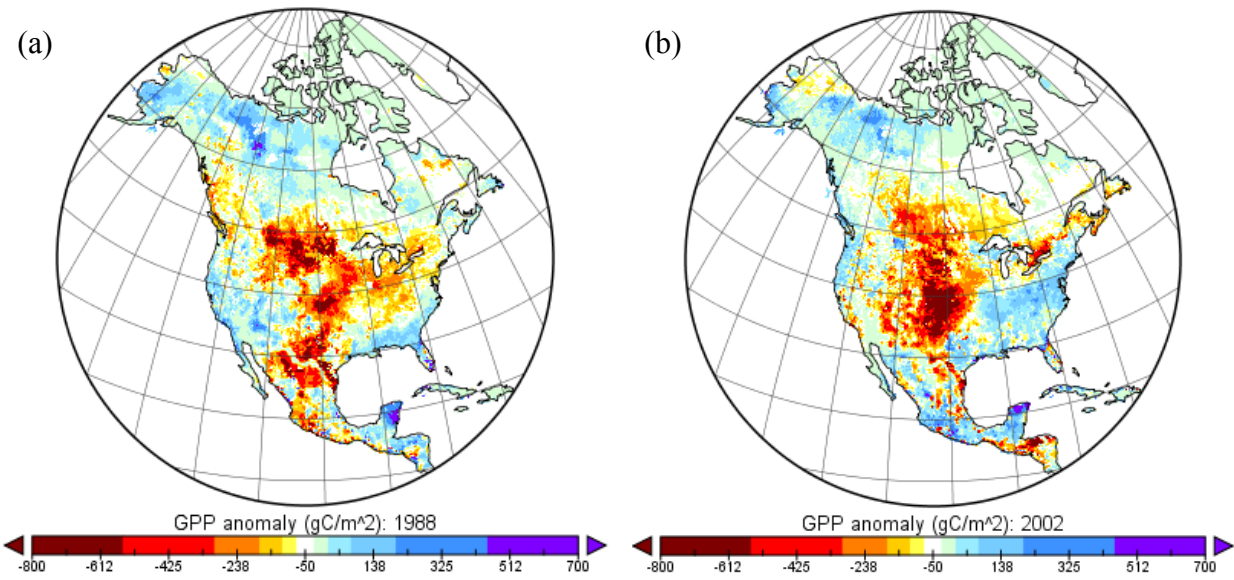 (a)
(b)
GPP anomaly (gC/m^2): 1988
-800 -612 -425 -238 -50 138 325 512 700
GPP anomaly (gC/m^2): 2002
-800 -612 -425 -238 -50 138 325 512 700